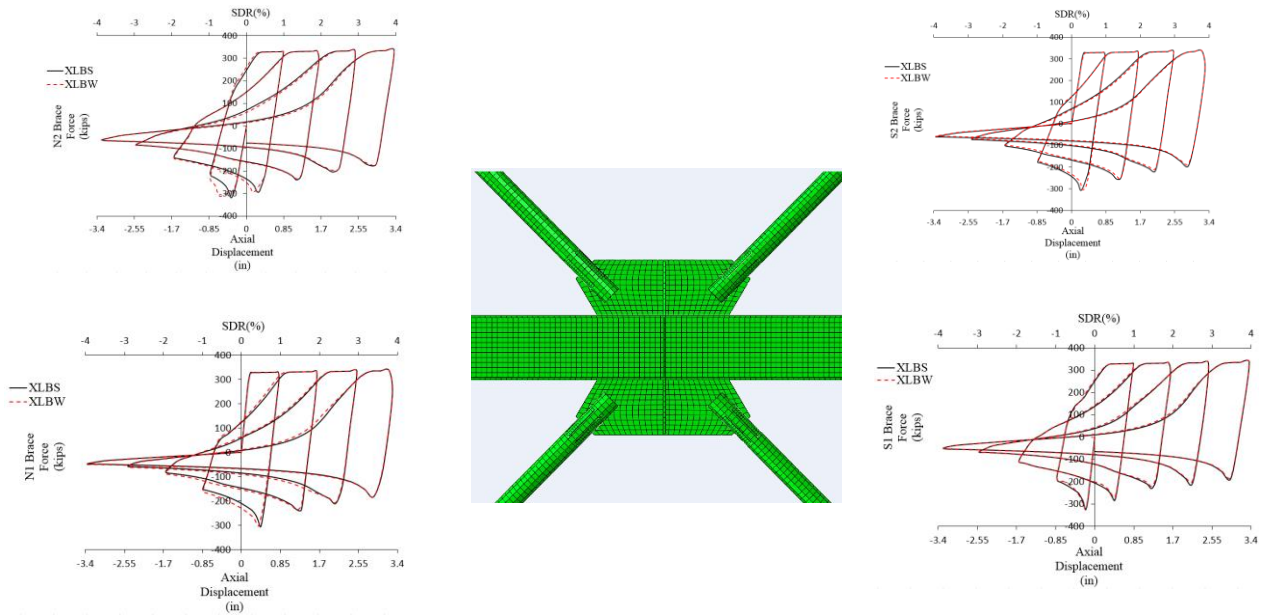 SDR(%)
-4 -3 -2 -1 0 1 2 3 4
400
300
200
100
0
-100
-200
-300
-400
XLBS
XLBW
N2 Brace
Force
(kips)
-3.4 -2.55 -1.7 -0.85 0 0.85 1.7 2.55 3.4
Axial
Displacement
(in)
SDR(%)
-4 -3 -2 -1 0 1 2 3 4
400
300
200
100
0
-100
-200
-300
-400
XLBS
XLBW
S2 Brace
Force
(kips)
-3.4 -2.55 -1.7 -0.85 0 0.85 1.7 2.55 3.4
Axial
Displacement
(in)
SDR(%)
-4 -3 -2 -1 0 1 2 3 4
400
300
200
100
0
-100
-200
-300
-400
XLBS
XLBW
N1 Brace
Force
(kips)
-3.4 -2.55 -1.7 -0.85 0 0.85 1.7 2.55 3.4
Axial
Displacement
(in)
SDR(%)
-4 -3 -2 -1 0 1 2 3 4
400
300
200
100
0
-100
-200
-300
-400
XLBS
XLBW
S1 Brace
Force
(kips)
-3.4 -2.55 -1.7 -0.85 0 0.85 1.7 2.55 3.4
Axial
Displacement
(in)